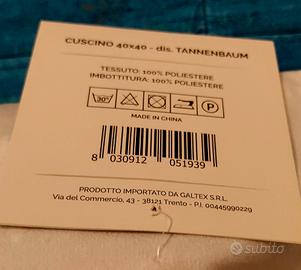 CUSCINO 40x40 - dis. TANNENBAUM
TESSUTO: 100% POLIESTERE
IMBOTTITURA: 100% POLIESTERE
30°
P
MADE IN CHINA
8 030912 051939
PRODOTTO IMPORTATO DA GALTEX S.R.L.
Via del Commercio, 43 - 38121 Trento - P.I. 00445990229
subito